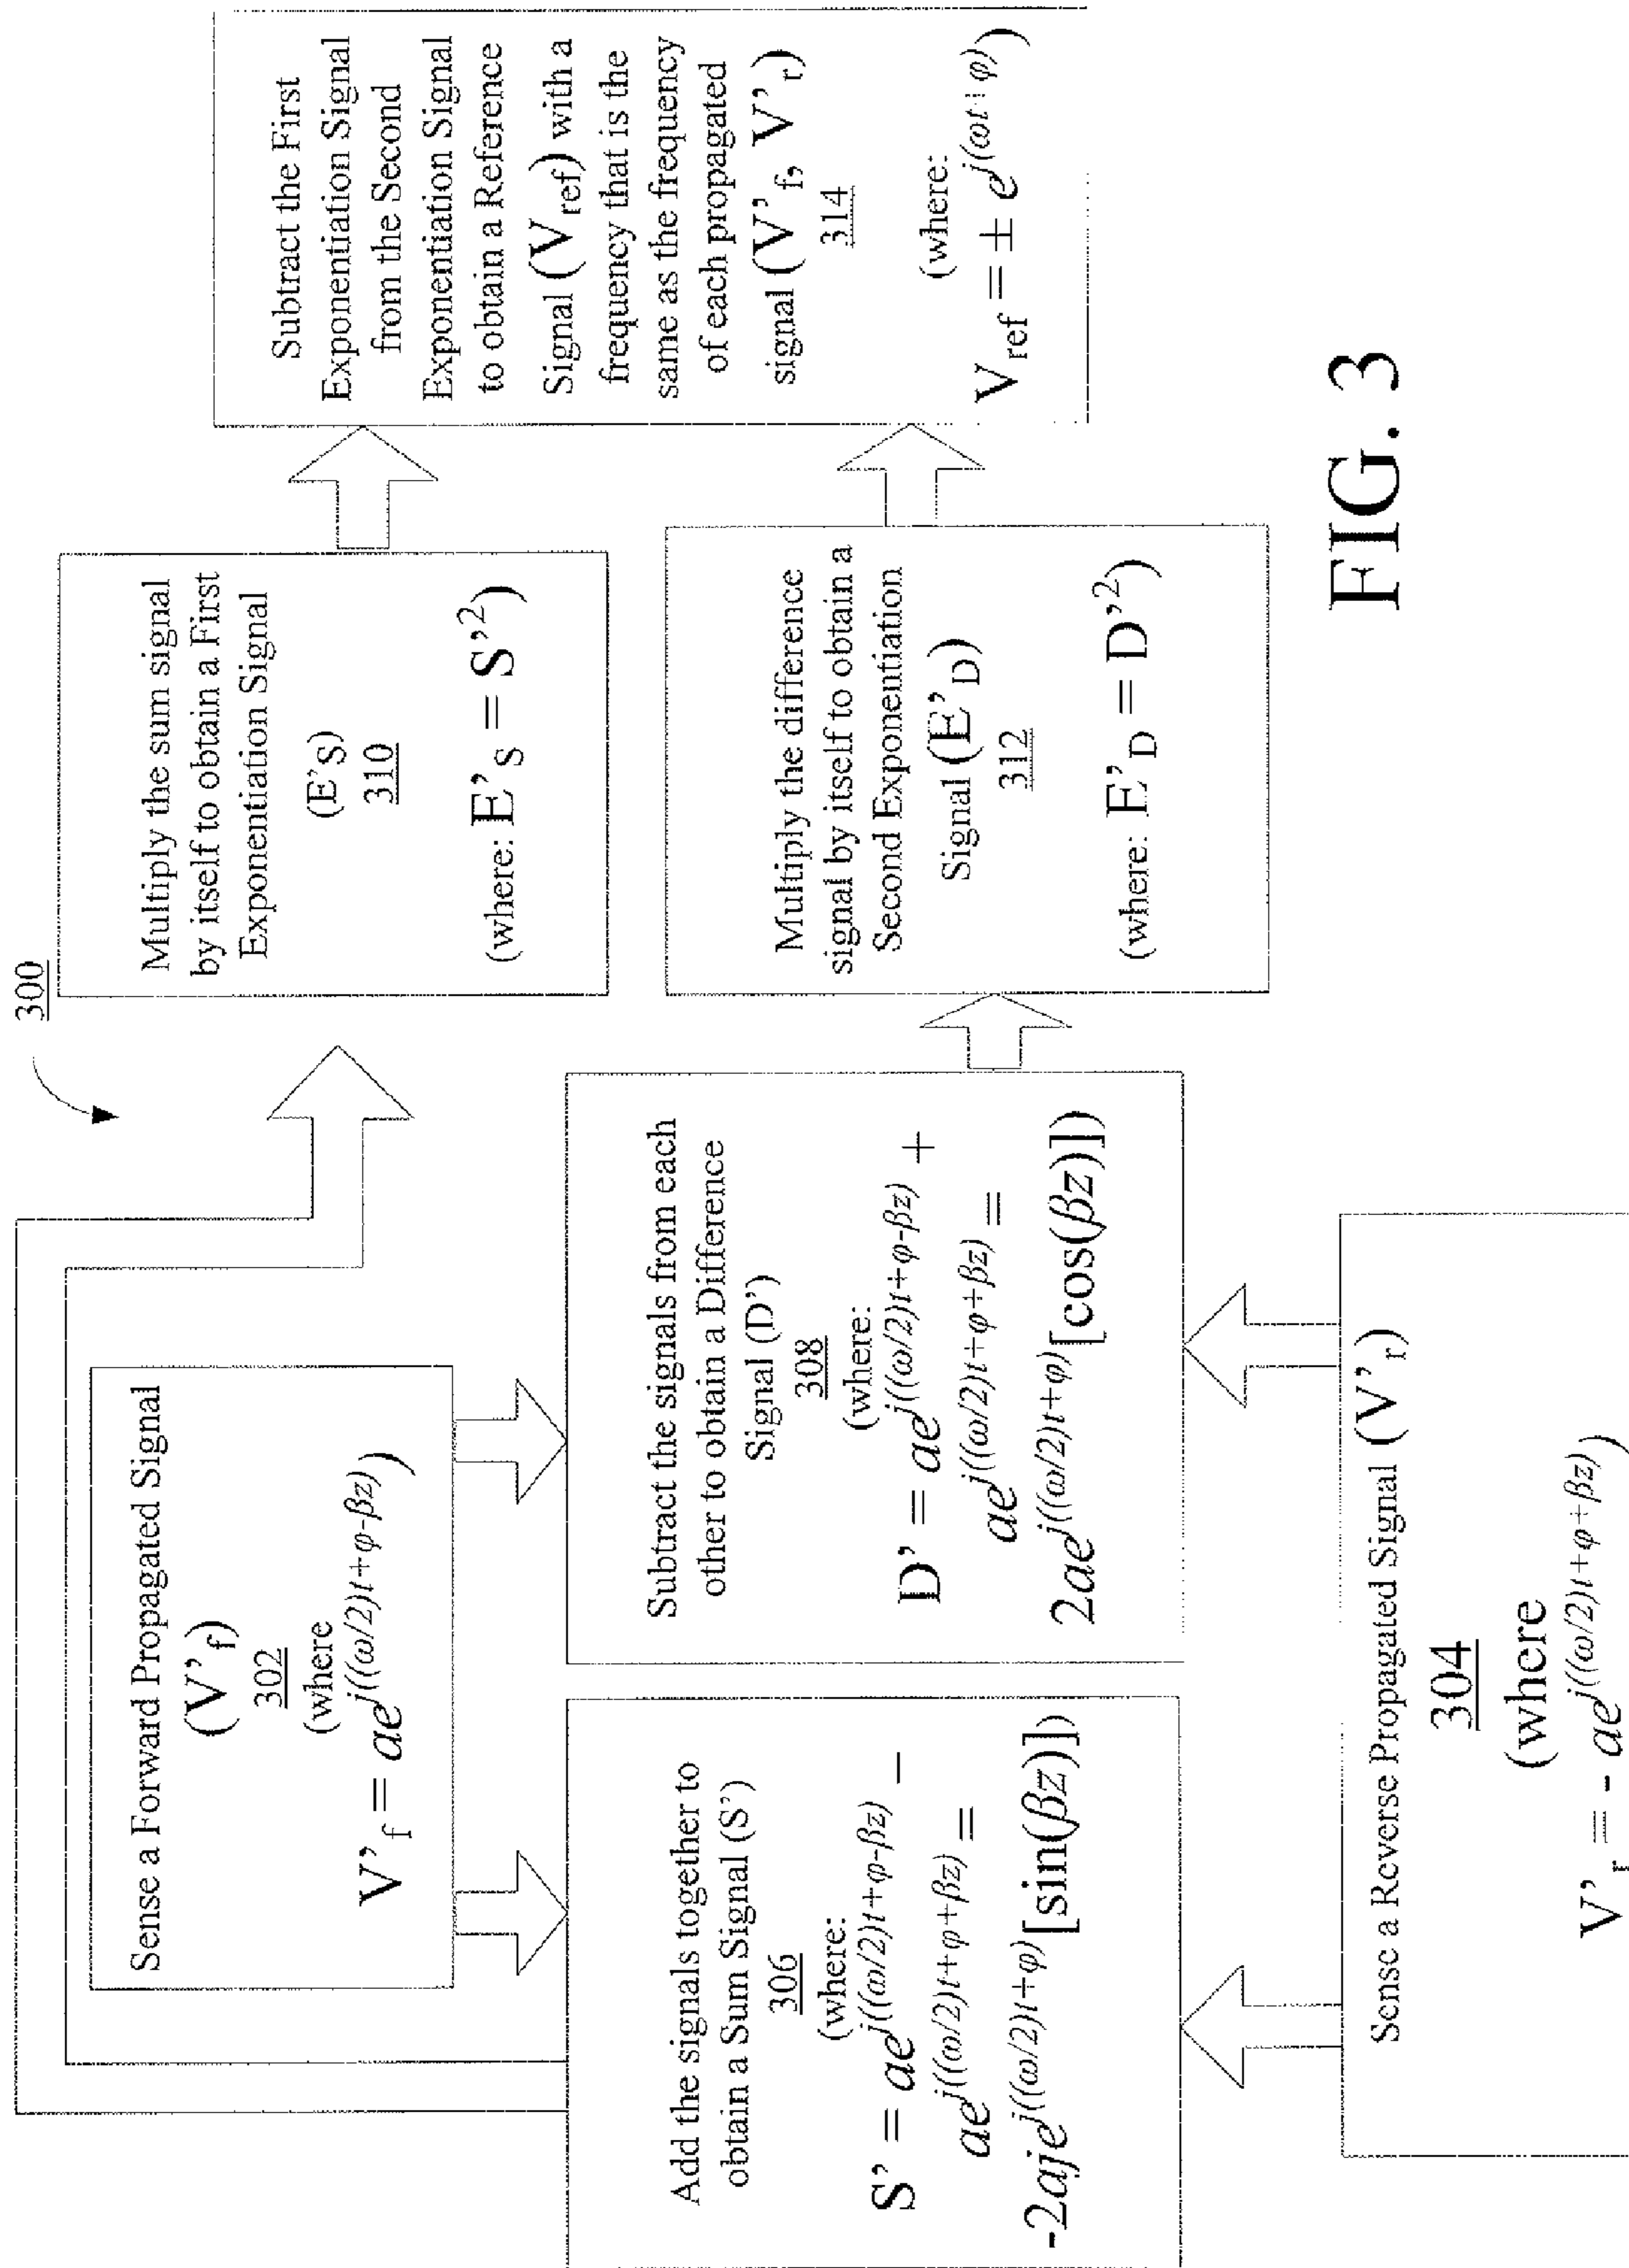 300
Sense a Forward Propagated Signal
(V'f)
302
(where
V'f = ae^j((ω/2)t+φ-βz))
Add the signals together to
obtain a Sum Signal (S')
306
(where:
S' = ae^j((ω/2)t+φ-βz) –
ae^j((ω/2)t+φ+βz) =
-2aje^j((ω/2)t+φ)[sin(βz)])
Subtract the signals from each
other to obtain a Difference
Signal (D')
308
(where:
D' = ae^j((ω/2)t+φ-βz) +
ae^j((ω/2)t+φ+βz) =
2ae^j((ω/2)t+φ)[cos(βz)])
Sense a Reverse Propagated Signal (V'r)
304
(where
V'r = - ae^j((ω/2)t+φ+βz))
Multiply the sum signal
by itself to obtain a First
Exponentiation Signal
(E'S)
310
(where: E'S = S'²)
Multiply the difference
signal by itself to obtain a
Second Exponentiation
Signal (E'D)
312
(where: E'D = D'²)
Subtract the First
Exponentiation Signal
from the Second
Exponentiation Signal
to obtain a Reference
Signal (Vref) with a
frequency that is the
same as the frequency
of each propagated
signal (V'f, V'r)
314
(where:
Vref = ± e^j(ωt+φ))
FIG. 3